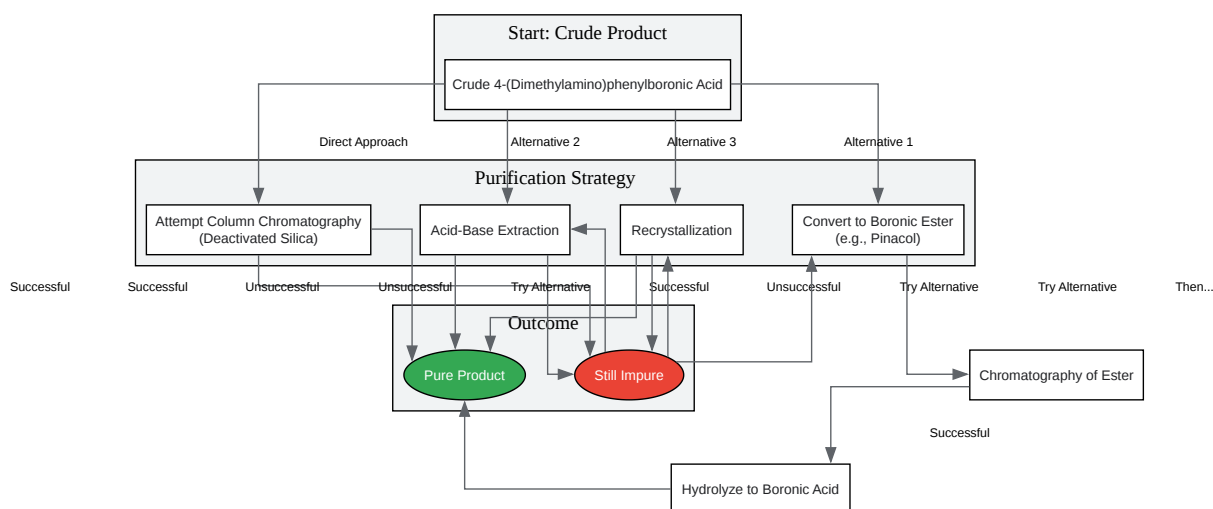 Start: Crude Product
Crude 4-(Dimethylamino)phenylboronic Acid
Direct Approach
Alternative 2
Alternative 3
Alternative 1
Purification Strategy
Attempt Column Chromatography
(Deactivated Silica)
Acid-Base Extraction
Recrystallization
Convert to Boronic Ester
(e.g., Pinacol)
Successful
Successful
Unsuccessful
Unsuccessful
Try Alternative
Successful
Unsuccessful
Try Alternative
Try Alternative
Then...
Outcome
Pure Product
Still Impure
Chromatography of Ester
Successful
Hydrolyze to Boronic Acid